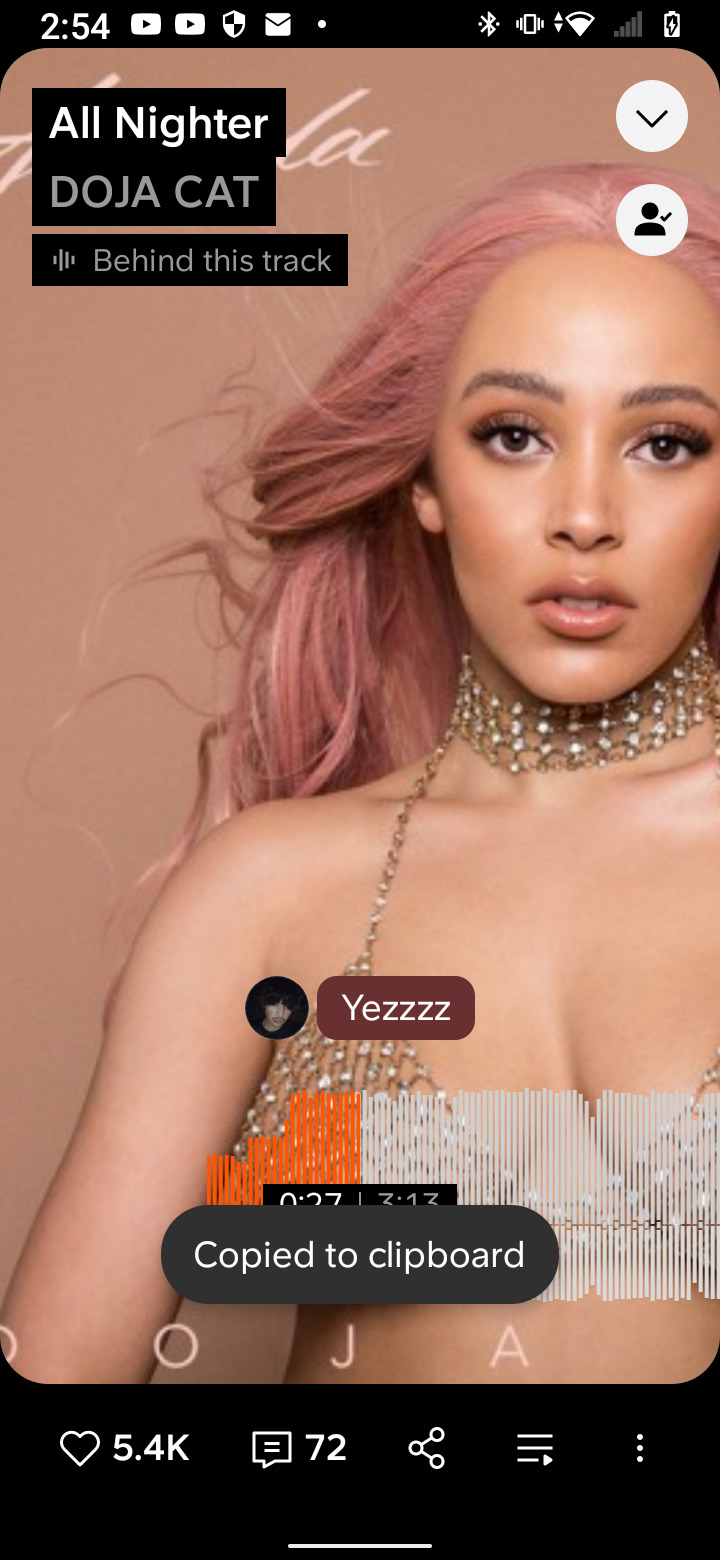 2:54
All Nighter
DOJA CAT
Behind this track
Yezzzz
0:27 | 3:13
Copied to clipboard
O J A
5.4K 72